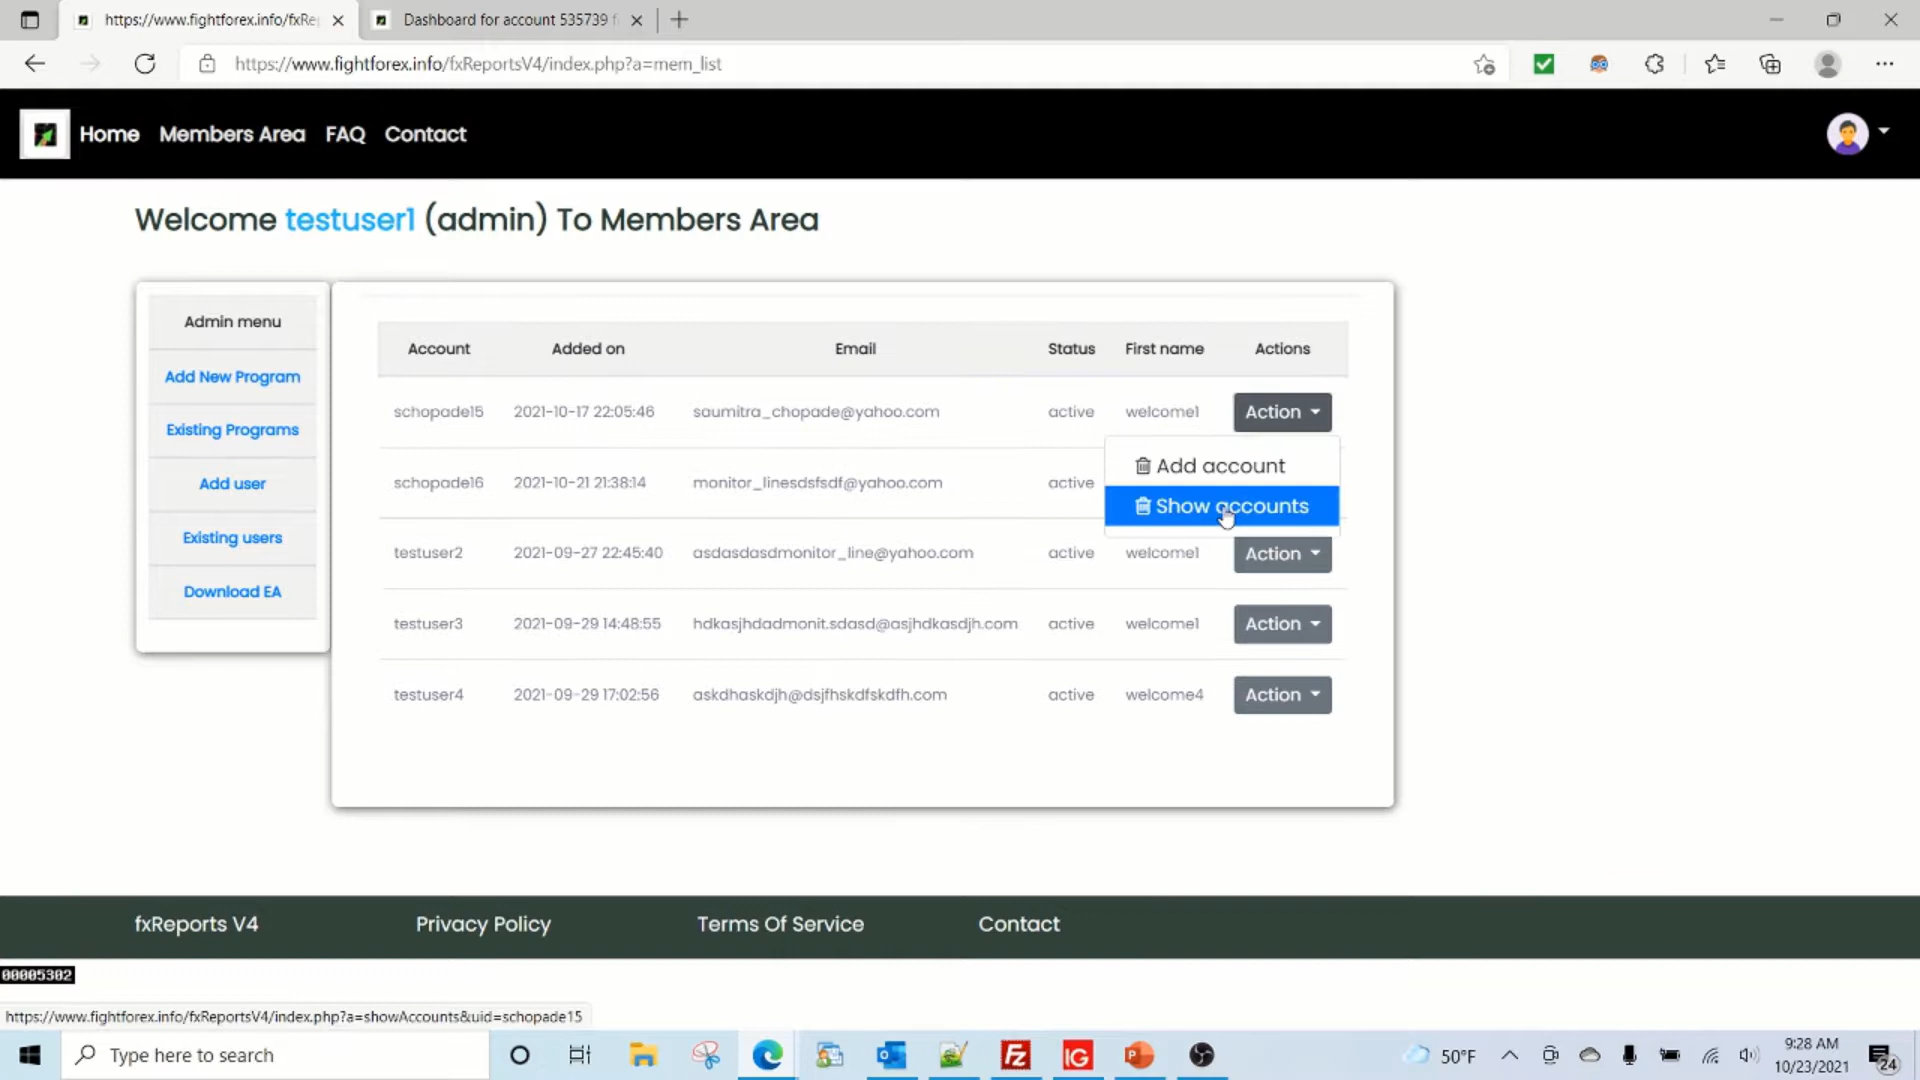 https://www.fightforex.info/fxRe
Dashboard for account 535739 f
https://www.fightforex.info/fxReportsV4/index.php?a=mem_list
Home Members Area FAQ Contact
Welcome testuser1 (admin) To Members Area
Admin menu
Add New Program
Existing Programs
Add user
Existing users
Download EA
Account Added on Email Status First name Actions
schopade15 2021-10-17 22:05:46 saumitra_chopade@yahoo.com active welcome1 Action
Add account
Show accounts
schopade16 2021-10-21 21:38:14 monitor_linesdsfsdf@yahoo.com active
testuser2 2021-09-27 22:45:40 asdasdasdmonitor_line@yahoo.com active welcome1 Action
testuser3 2021-09-29 14:48:55 hdkasjhdadmonit.sdasd@asjhdkasdjh.com active welcome1 Action
testuser4 2021-09-29 17:02:56 askdhaskdjh@dsjfhskdfskdfh.com active welcome4 Action
fxReports V4 Privacy Policy Terms Of Service Contact
00005302
https://www.fightforex.info/fxReportsV4/index.php?a=showAccounts&uid=schopade15
Type here to search
Fz
IG
50°F
9:28 AM
10/23/2021
24